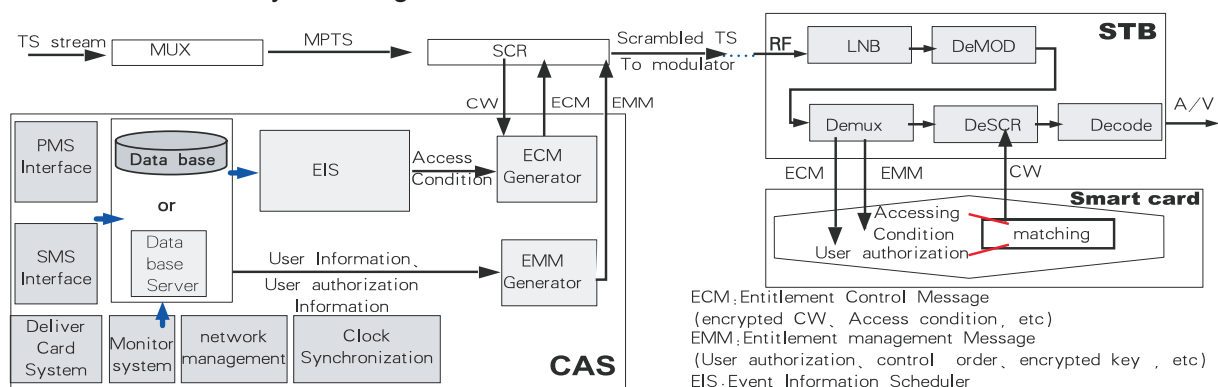 TS stream
MUX
MPTS
SCR
Scrambled TS
To modulator
RF
LNB
DeMOD
STB
Demux
DeSCR
Decode
A/V
CW
ECM
EMM
PMS
Interface
Data base
or
Data
base
Server
EIS
Access
Condition
ECM
Generator
SMS
Interface
User Information、
User authorization
Information
EMM
Generator
Deliver
Card
System
Monitor
system
network
management
Clock
Synchronization
CAS
ECM
EMM
CW
Smart card
Accessing
Condition
User authorization
matching
ECM:Entitlement Control Message
(encrypted CW、Access condition, etc)
EMM:Entitlement management Message
(User authorization、control order、encrypted key , etc)
EIS:Event Information Scheduler